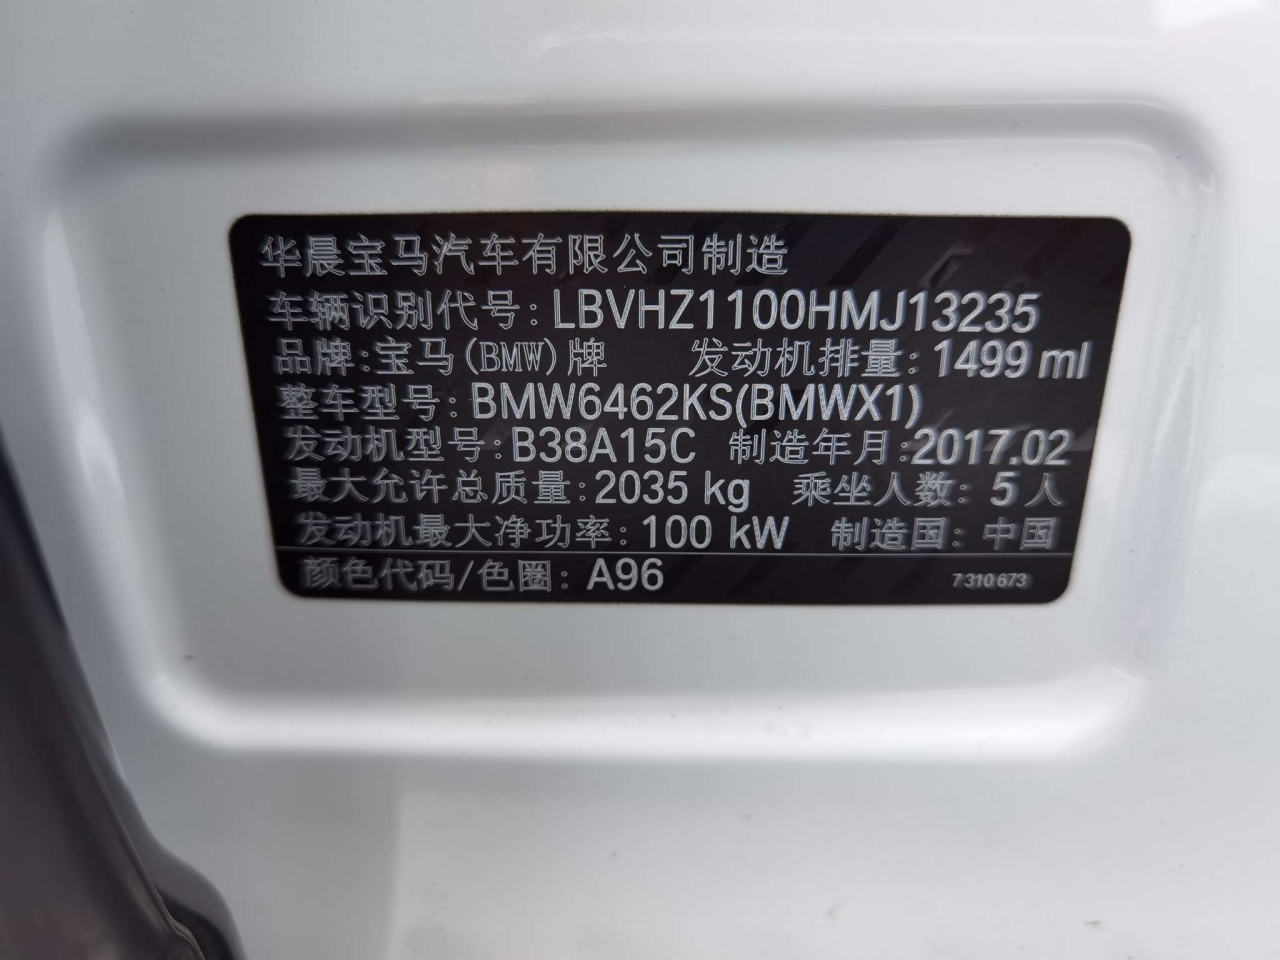 华晨宝马汽车有限公司制造
车辆识别代号: LBVHZ1100HMJ13235
品牌: 宝马(BMW)牌 发动机排量: 1499 ml
整车型号: BMW6462KS(BMWX1)
发动机型号: B38A15C 制造年月: 2017.02
最大允许总质量: 2035 kg 乘坐人数: 5 人
发动机最大净功率: 100 kW 制造国: 中国
颜色代码/色圈: A96 7 310 673